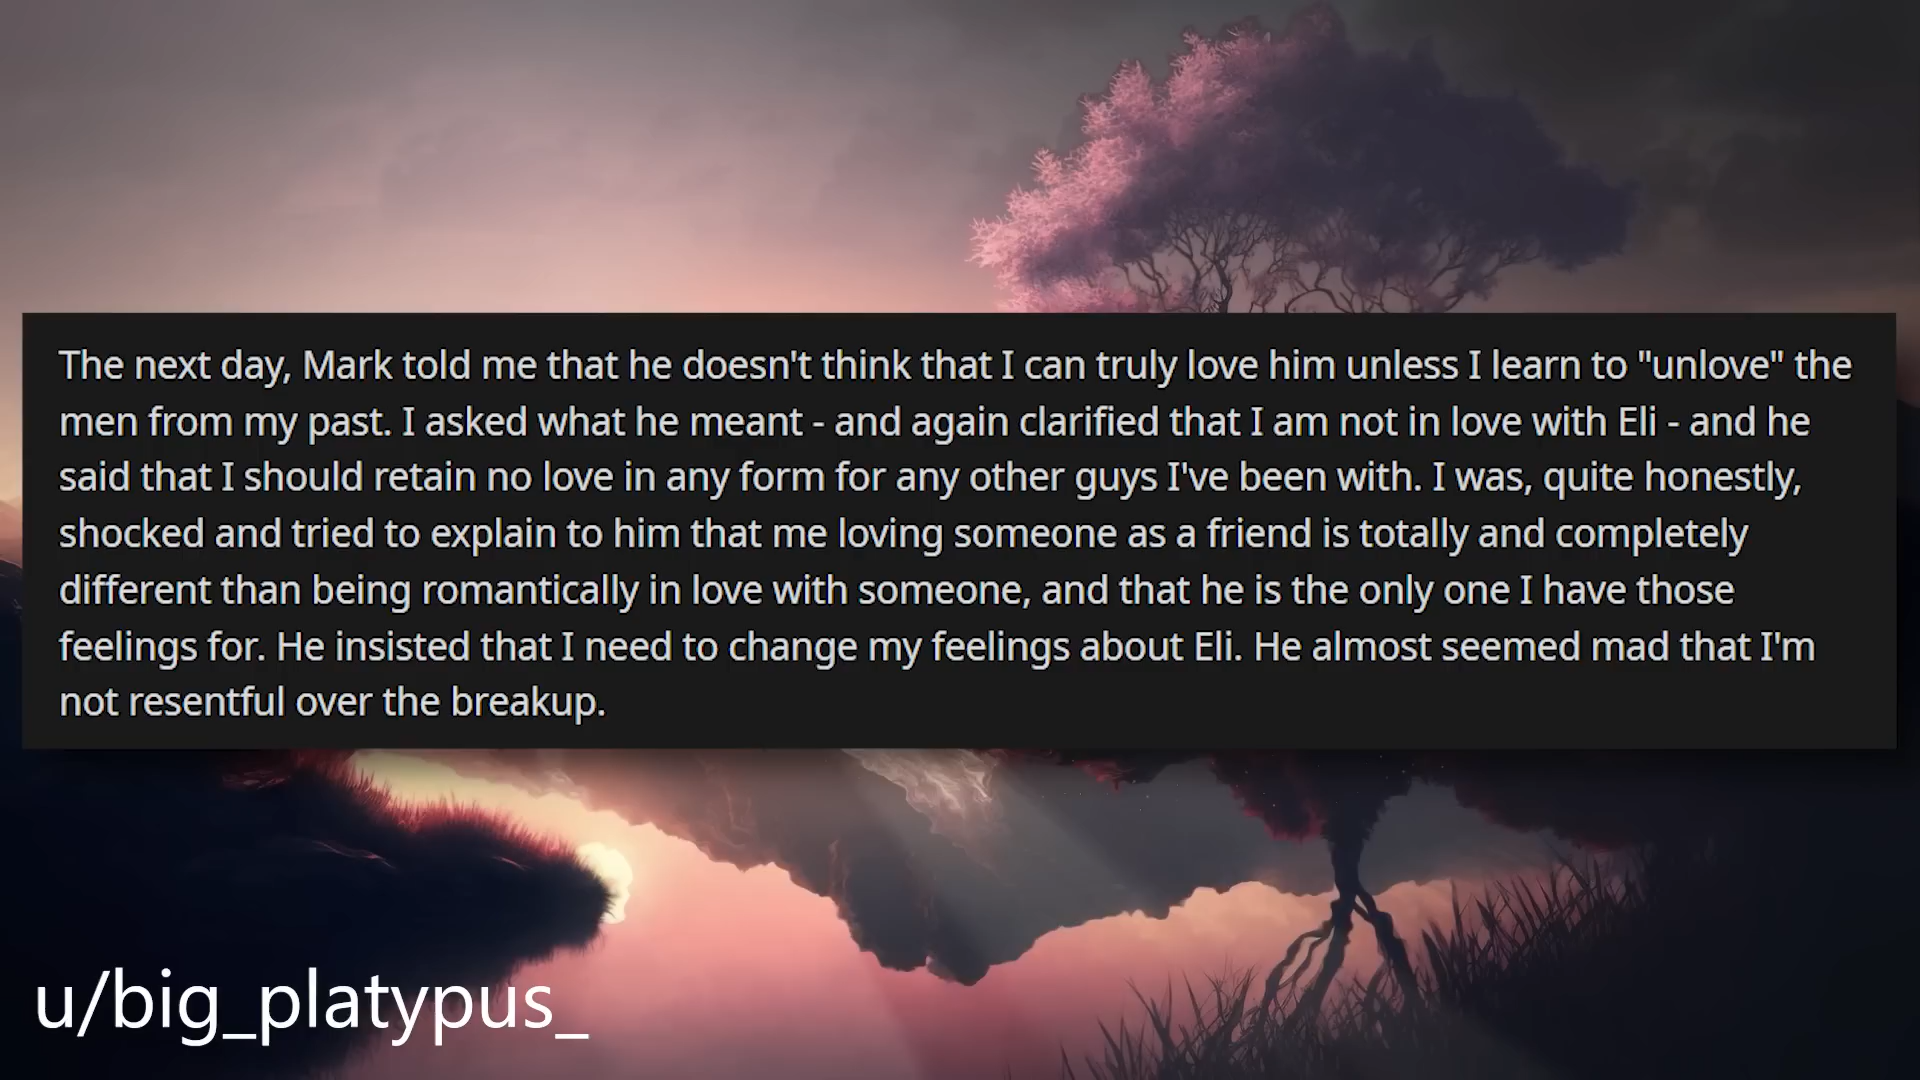 The next day, Mark told me that he doesn't think that I can truly love him unless I learn to "unlove" the
men from my past. I asked what he meant - and again clarified that I am not in love with Eli - and he
said that I should retain no love in any form for any other guys I've been with. I was, quite honestly,
shocked and tried to explain to him that me loving someone as a friend is totally and completely
different than being romantically in love with someone, and that he is the only one I have those
feelings for. He insisted that I need to change my feelings about Eli. He almost seemed mad that I'm
not resentful over the breakup.
u/big_platypus_